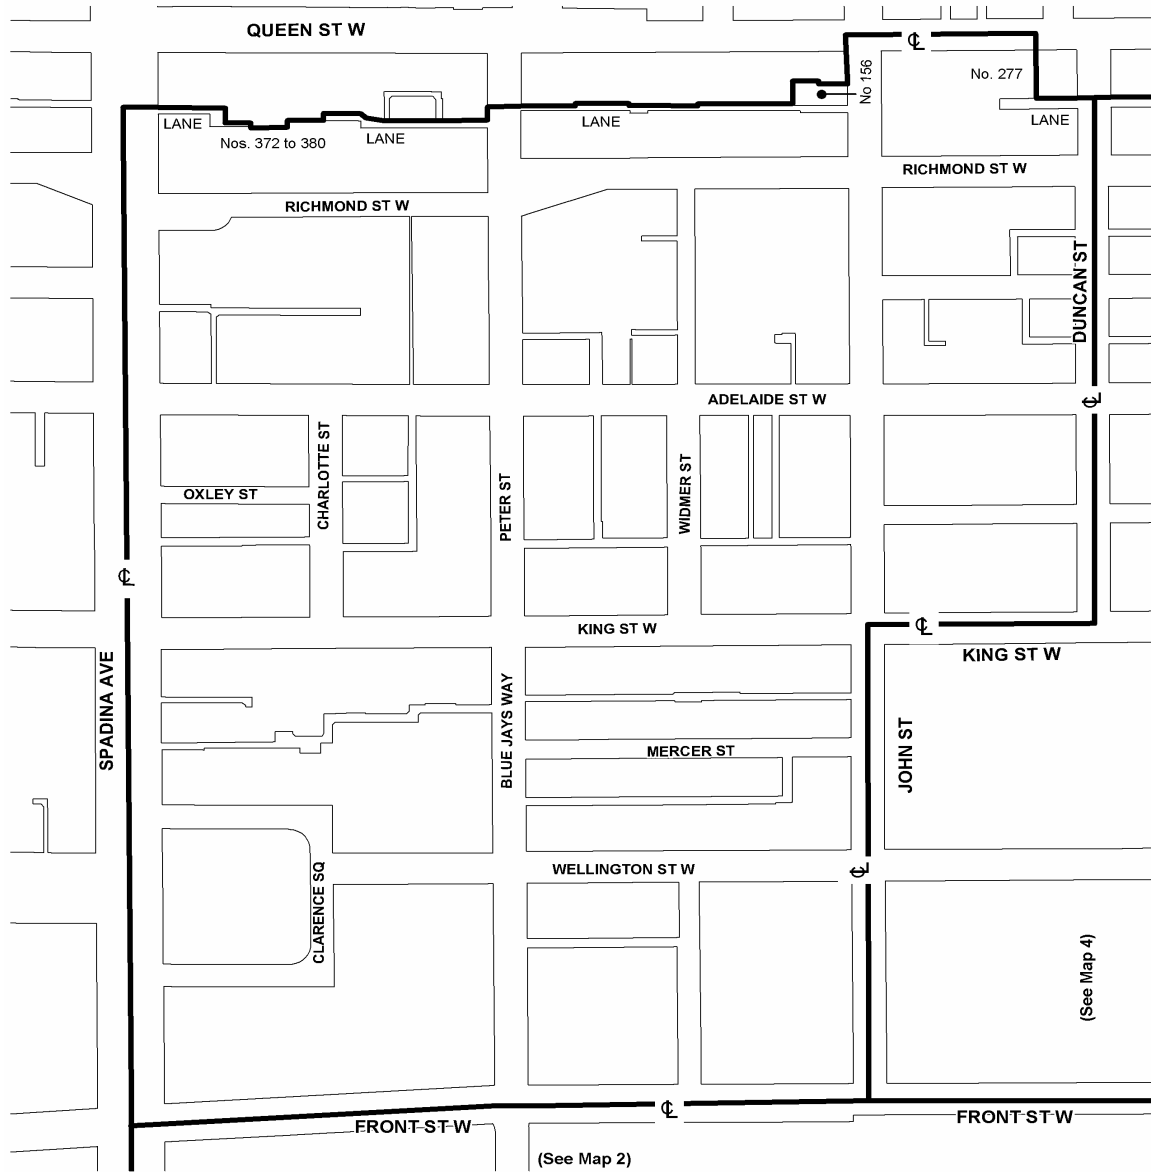 QUEEN ST W
℄
No 156
No. 277
LANE
Nos. 372 to 380
LANE
LANE
LANE
RICHMOND ST W
RICHMOND ST W
DUNCAN ST
ADELAIDE ST W
℄
CHARLOTTE ST
OXLEY ST
PETER ST
WIDMER ST
℄
KING ST W
℄
KING ST W
SPADINA AVE
BLUE JAYS WAY
JOHN ST
MERCER ST
WELLINGTON ST W
℄
CLARENCE SQ
(See Map 4)
℄
FRONT ST W
FRONT ST W
(See Map 2)